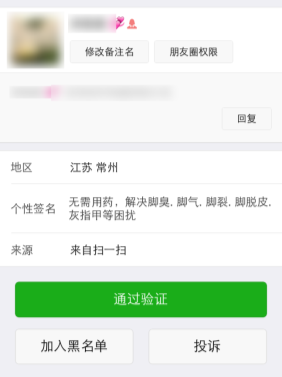 修改备注名
朋友圈权限
回复
地区
江苏 常州
个性签名
无需用药，解决脚臭, 脚气, 脚裂, 脚脱皮,
灰指甲等困扰
来源
来自扫一扫
通过验证
加入黑名单
投诉